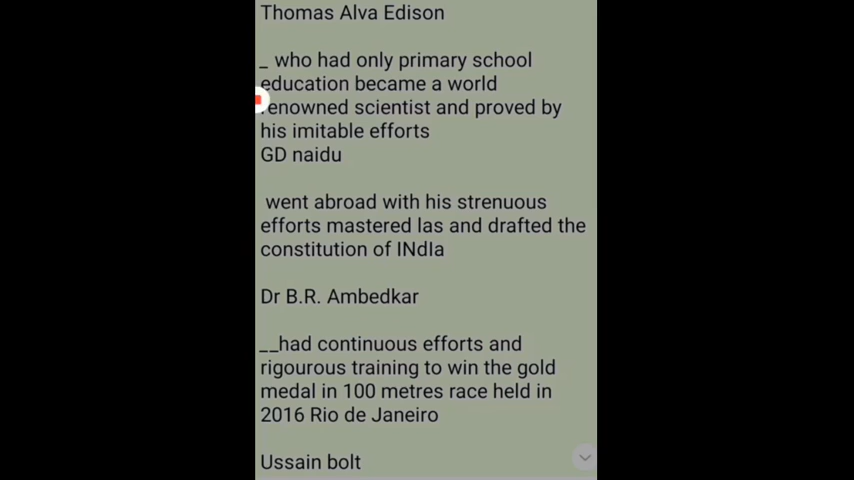 Thomas Alva Edison
_ who had only primary school
education became a world
renowned scientist and proved by
his imitable efforts
GD naidu
went abroad with his strenuous
efforts mastered las and drafted the
constitution of INdIa
Dr B.R. Ambedkar
__had continuous efforts and
rigourous training to win the gold
medal in 100 metres race held in
2016 Rio de Janeiro
Ussain bolt